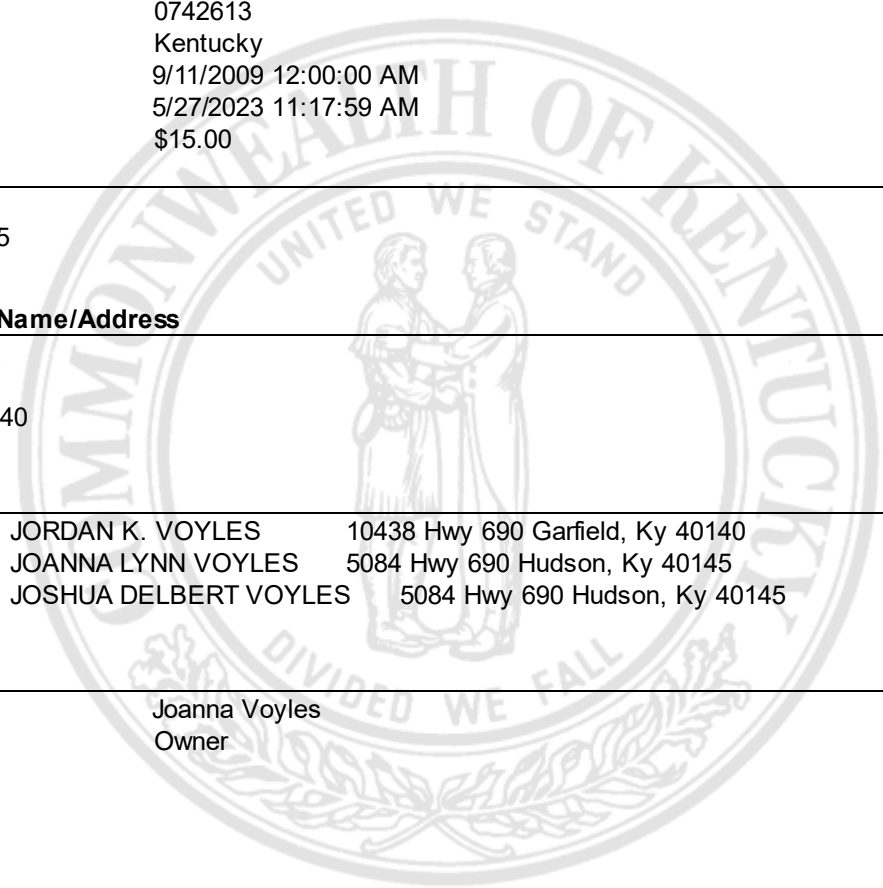 0742613
Kentucky
9/11/2009 12:00:00 AM
5/27/2023 11:17:59 AM
$15.00
5
Name/Address
40
JORDAN K. VOYLES 10438 Hwy 690 Garfield, Ky 40140
JOANNA LYNN VOYLES 5084 Hwy 690 Hudson, Ky 40145
JOSHUA DELBERT VOYLES 5084 Hwy 690 Hudson, Ky 40145
Joanna Voyles
Owner
COMMONWEALTH OF KENTUCKY
UNITED WE STAND
DIVIDED WE FALL